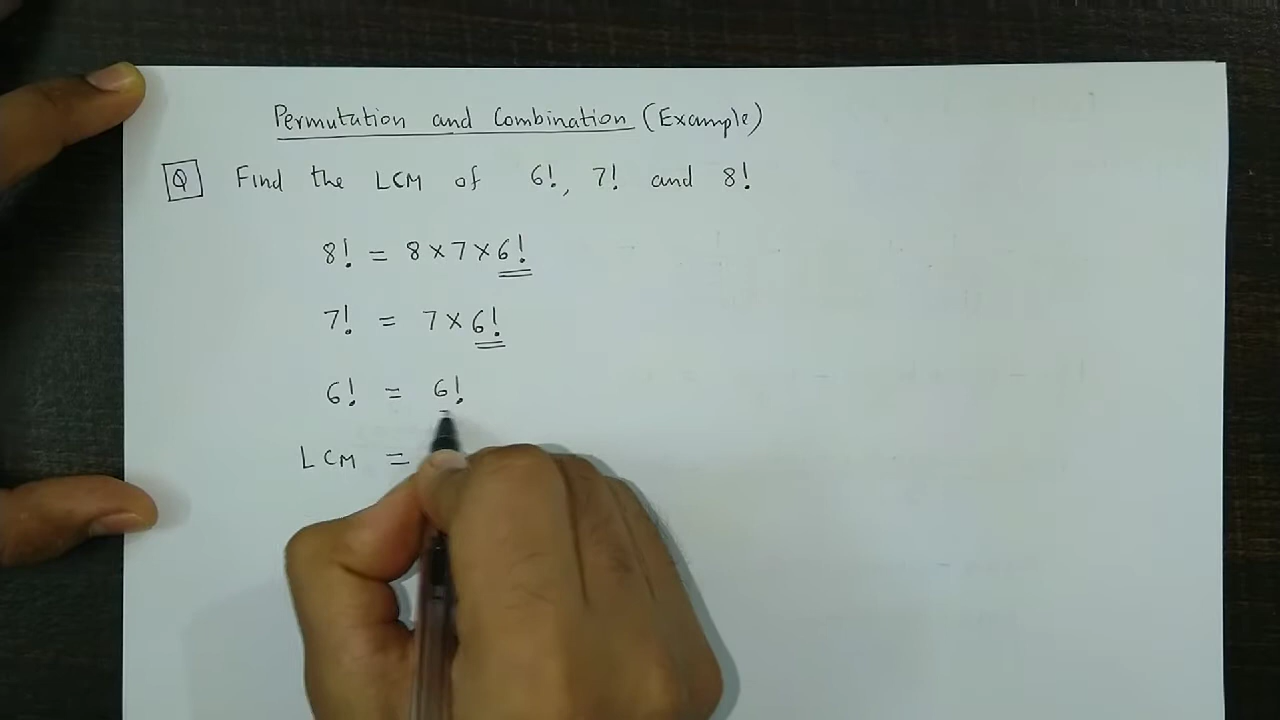 Permutation and Combination (Example)
Q Find the LCM of 6!, 7! and 8!
8! = 8 × 7 × 6!
7! = 7 × 6!
6! = 6!
LCM =